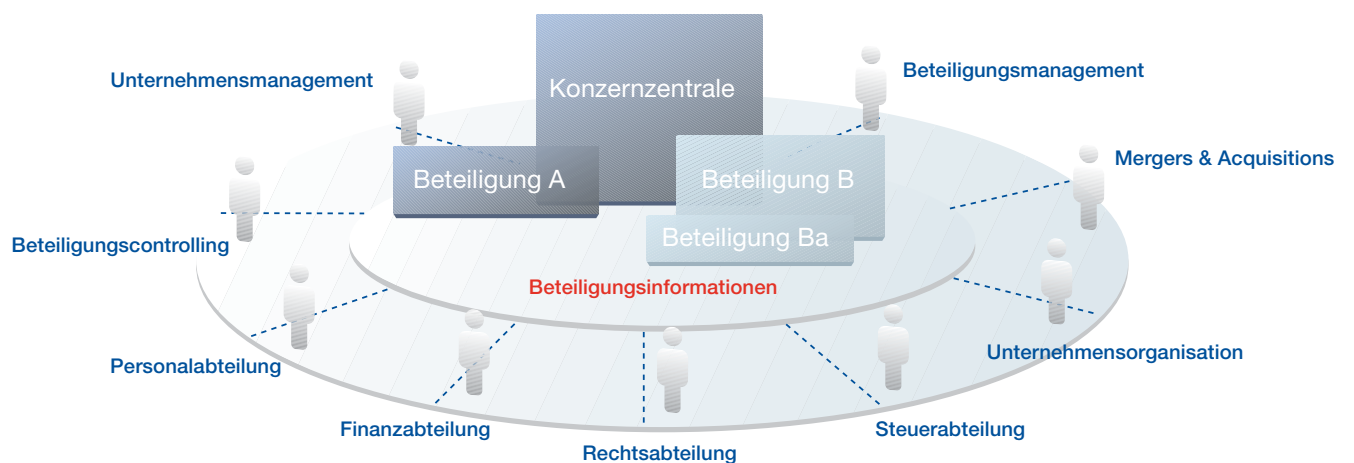 Unternehmensmanagement
Konzernzentrale
Beteiligungsmanagement
Beteiligung A
Beteiligung B
Mergers & Acquisitions
Beteiligungscontrolling
Beteiligung Ba
Beteiligungsinformationen
Personalabteilung
Unternehmensorganisation
Finanzabteilung
Rechtsabteilung
Steuerabteilung